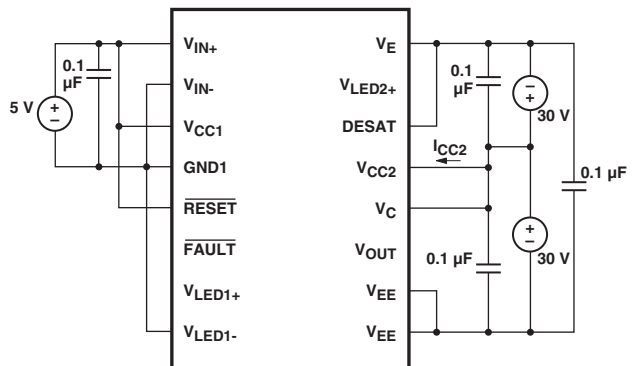 V_IN+
V_IN-
V_CC1
GND1
RESET
FAULT
V_LED1+
V_LED1-
V_E
V_LED2+
DESAT
V_CC2
V_C
V_OUT
V_EE
V_EE
5 V
0.1
µF
0.1
µF
30 V
I_CC2
0.1 µF
0.1 µF
30 V